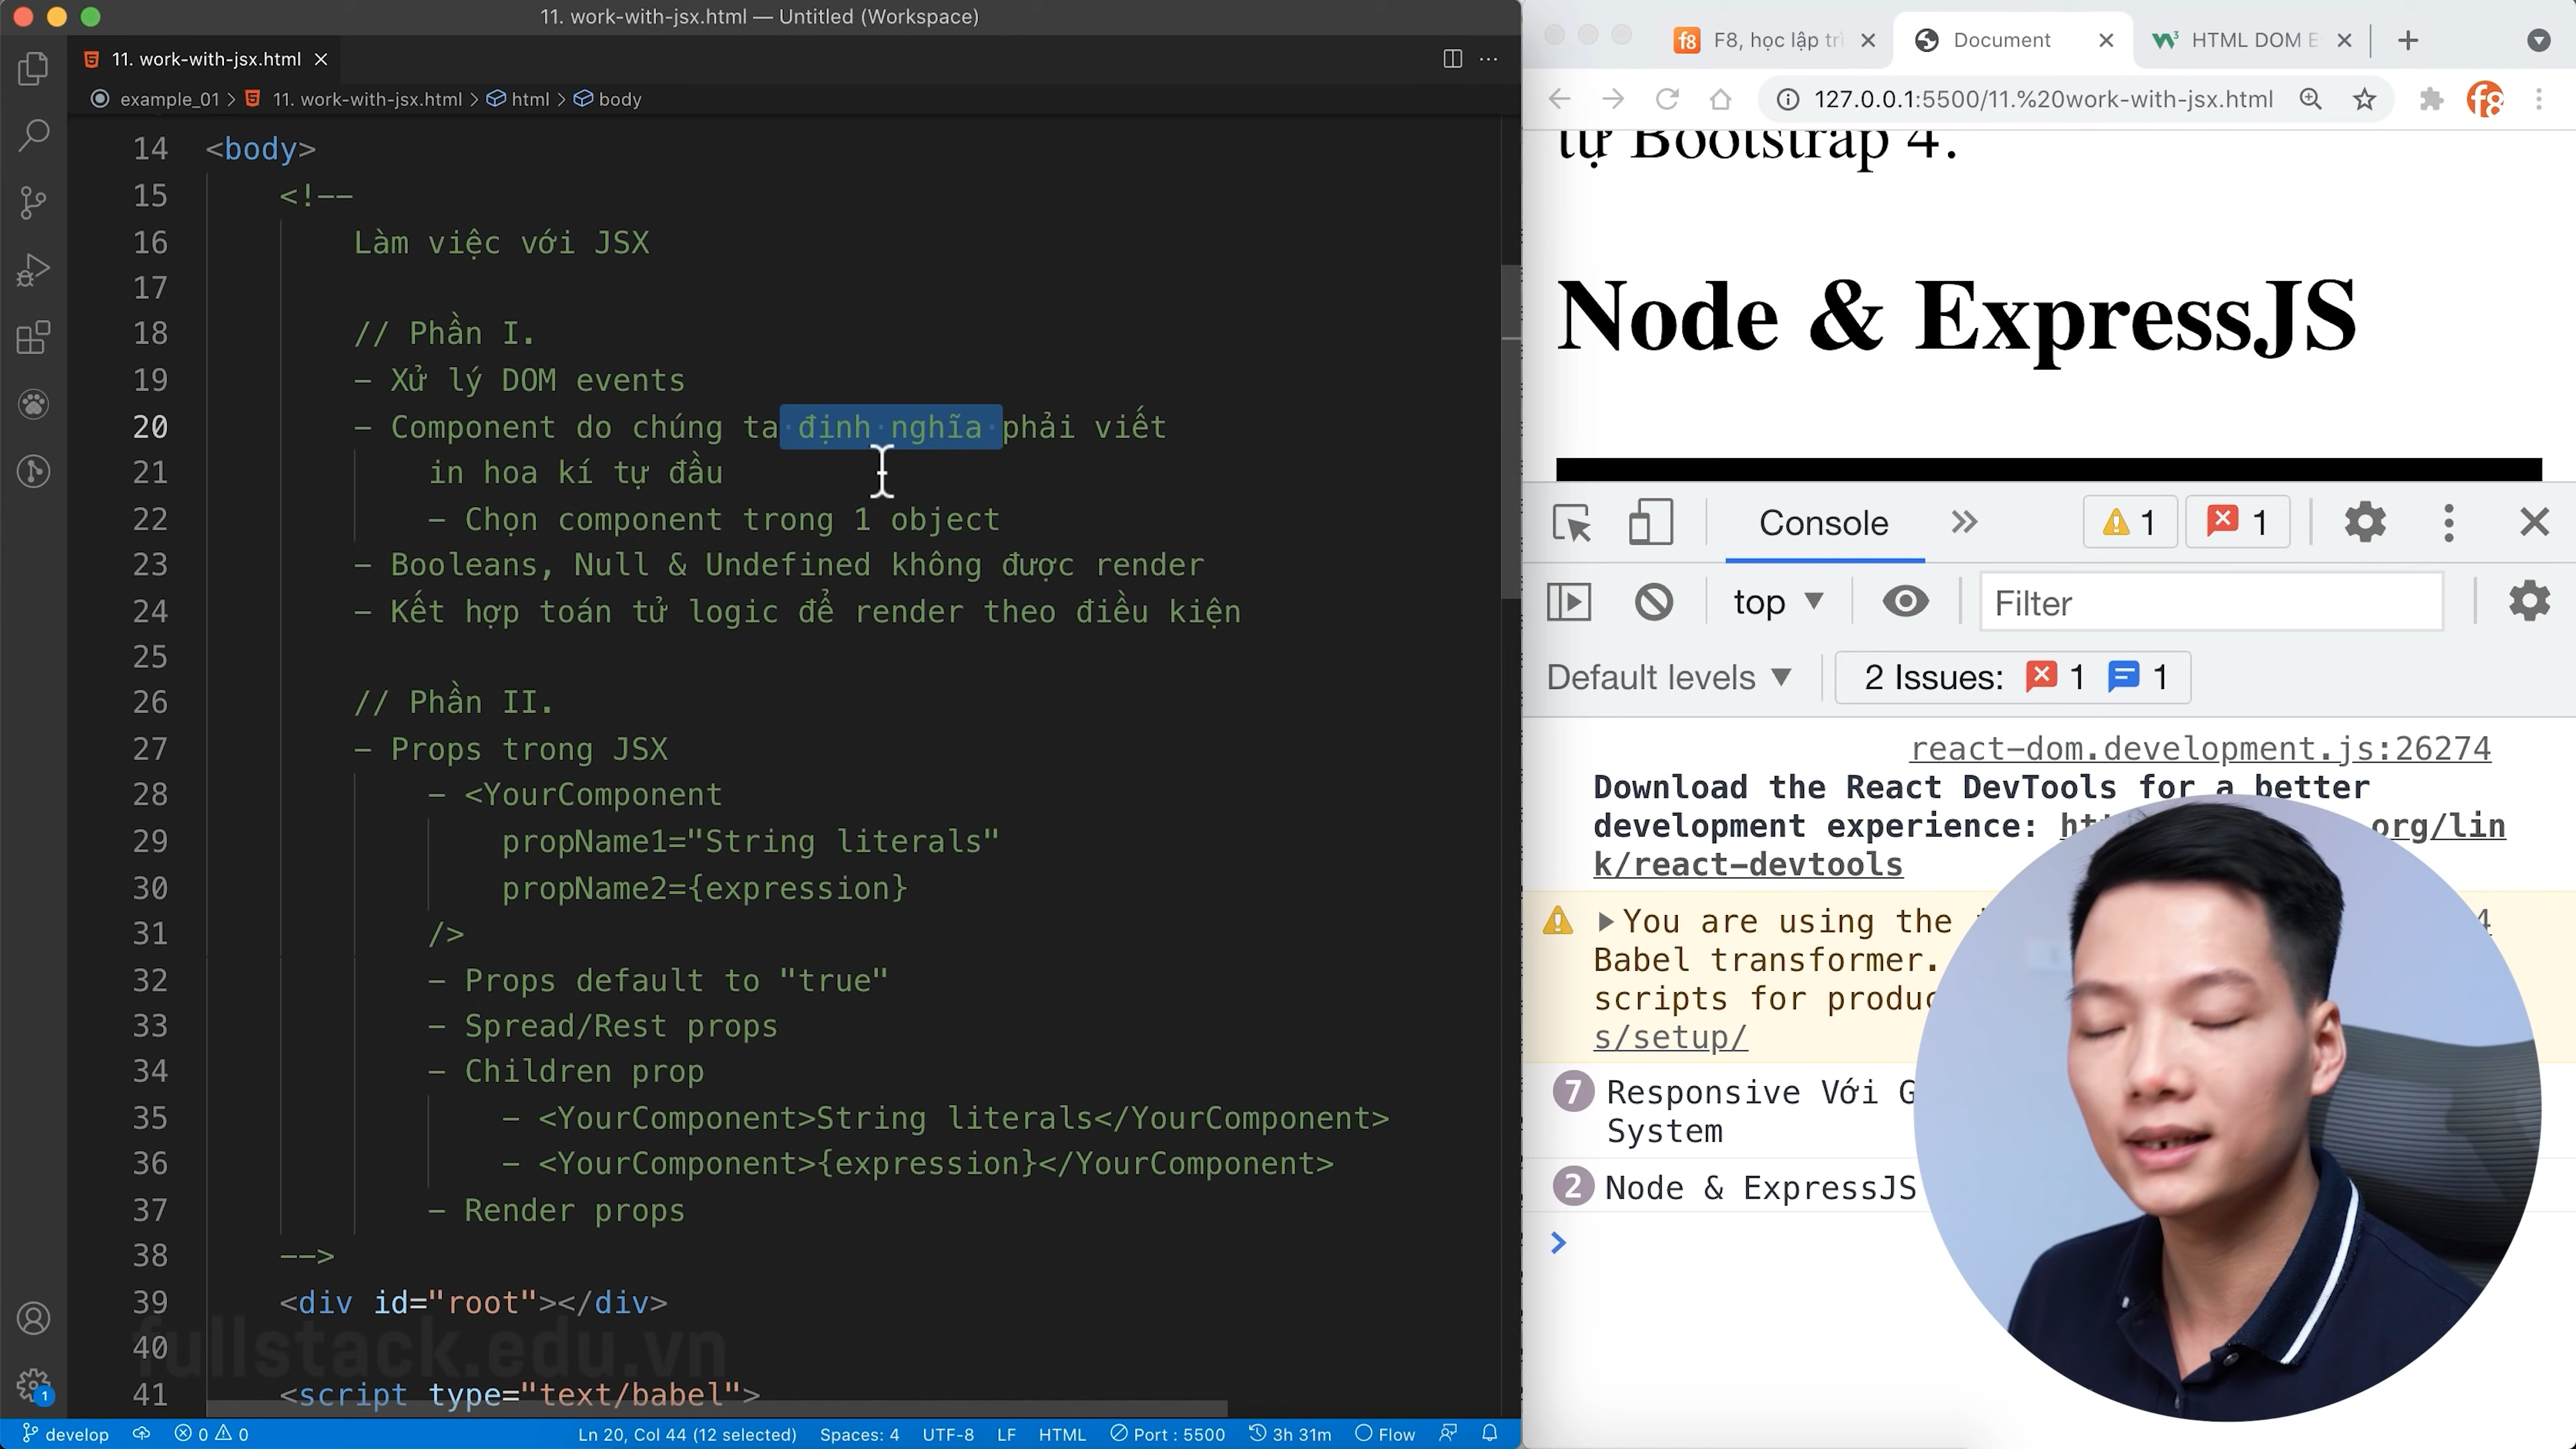 11. work-with-jsx.html — Untitled (Workspace)
11. work-with-jsx.html
example_01 > 11. work-with-jsx.html > html > body
14 <body>
15 <!--
16 Làm việc với JSX
17
18 // Phần I.
19 - Xử lý DOM events
20 - Component do chúng ta định nghĩa phải viết
21 in hoa kí tự đầu
22 - Chọn component trong 1 object
23 - Booleans, Null & Undefined không được render
24 - Kết hợp toán tử logic để render theo điều kiện
25
26 // Phần II.
27 - Props trong JSX
28 - <YourComponent
29 propName1="String literals"
30 propName2={expression}
31 />
32 - Props default to "true"
33 - Spread/Rest props
34 - Children prop
35 - <YourComponent>String literals</YourComponent>
36 - <YourComponent>{expression}</YourComponent>
37 - Render props
38 -->
39 <div id="root"></div>
40
41 <script type="text/babel">
fullstack.edu.vn
1
develop 0 0 Ln 20, Col 44 (12 selected) Spaces: 4 UTF-8 LF HTML Port : 5500 3h 31m Flow
f8 F8, học lập trì Document HTML DOM E
127.0.0.1:5500/11.%20work-with-jsx.html f8
tự Bootstrap 4.
Node & ExpressJS
Console 1 1
top Filter
Default levels 2 Issues: 1 1
react-dom.development.js:26274
Download the React DevTools for a better
development experience: org/lin
k/react-devtools
You are using the 4
Babel transformer.
scripts for produc
s/setup/
7 Responsive Với G
System
2 Node & ExpressJS